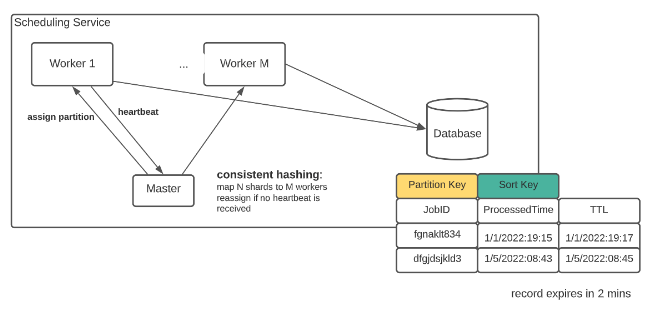 Scheduling Service
Worker 1
...
Worker M
assign partition
heartbeat
Database
Master
consistent hashing:
map N shards to M workers
reassign if no heartbeat is
received
Partition Key
Sort Key
JobID
ProcessedTime
TTL
fgnaklt834
1/1/2022:19:15
1/1/2022:19:17
dfgjdsjkld3
1/5/2022:08:43
1/5/2022:08:45
record expires in 2 mins